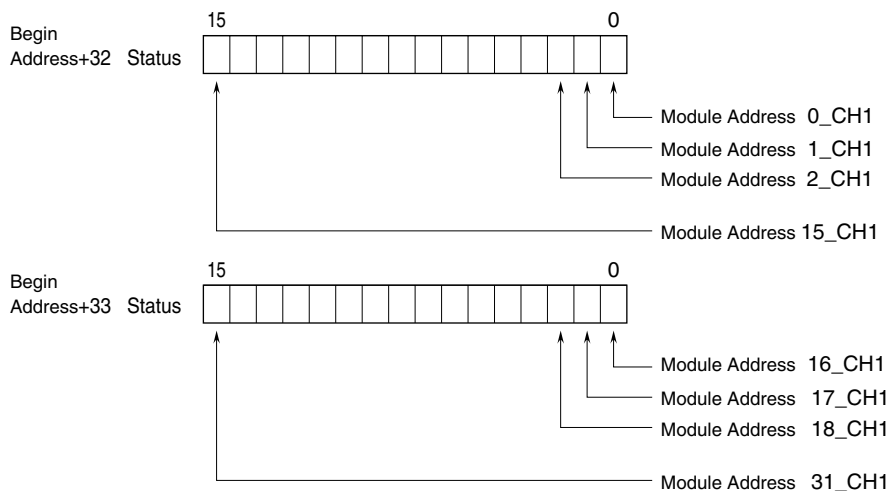 15 0
Begin
Address+32 Status
Module Address 0_CH1
Module Address 1_CH1
Module Address 2_CH1
Module Address 15_CH1
15 0
Begin
Address+33 Status
Module Address 16_CH1
Module Address 17_CH1
Module Address 18_CH1
Module Address 31_CH1